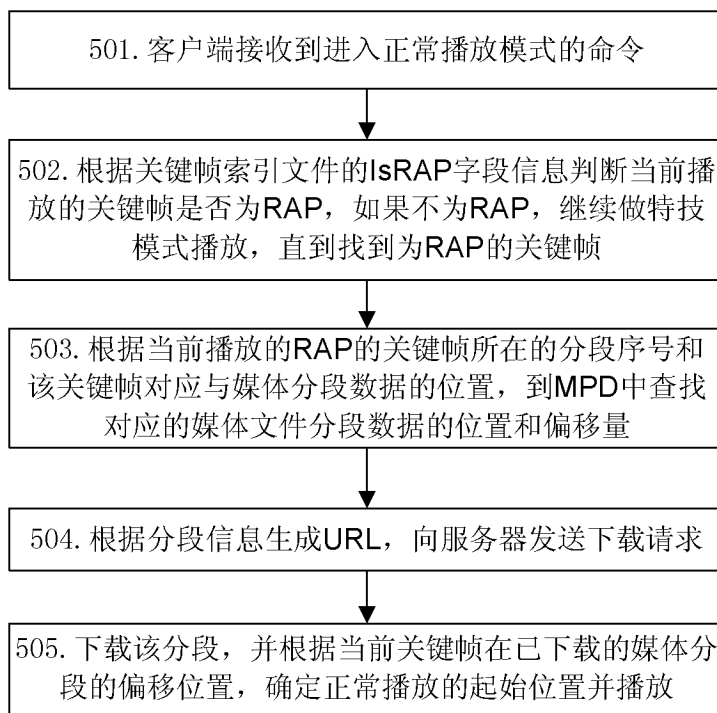 501.客户端接收到进入正常播放模式的命令
502.根据关键帧索引文件的IsRAP字段信息判断当前播
放的关键帧是否为RAP，如果不为RAP，继续做特技
模式播放，直到找到为RAP的关键帧
503.根据当前播放的RAP的关键帧所在的分段序号和
该关键帧对应与媒体分段数据的位置，到MPD中查找
对应的媒体文件分段数据的位置和偏移量
504.根据分段信息生成URL，向服务器发送下载请求
505.下载该分段，并根据当前关键帧在已下载的媒体分
段的偏移位置，确定正常播放的起始位置并播放